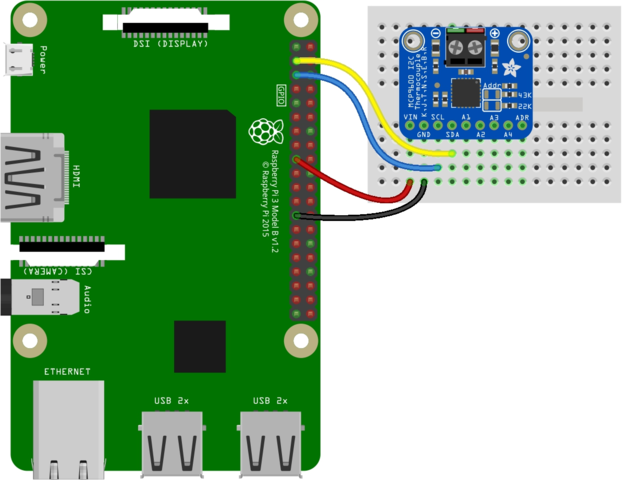 DSI (DISPLAY)
Power
HDMI
GPIO
Raspberry Pi 3 Model B v1.2
© Raspberry Pi 2015
CSI (CAMERA)
Audio
ETHERNET
USB 2x
USB 2x
MCP9600 I2C
Thermocouple
K,J,T,N,S,E,B,R
Addr
43K
22K
VIN
SCL
A1
A3
ADR
GND
SDA
A2
A4
adafruit